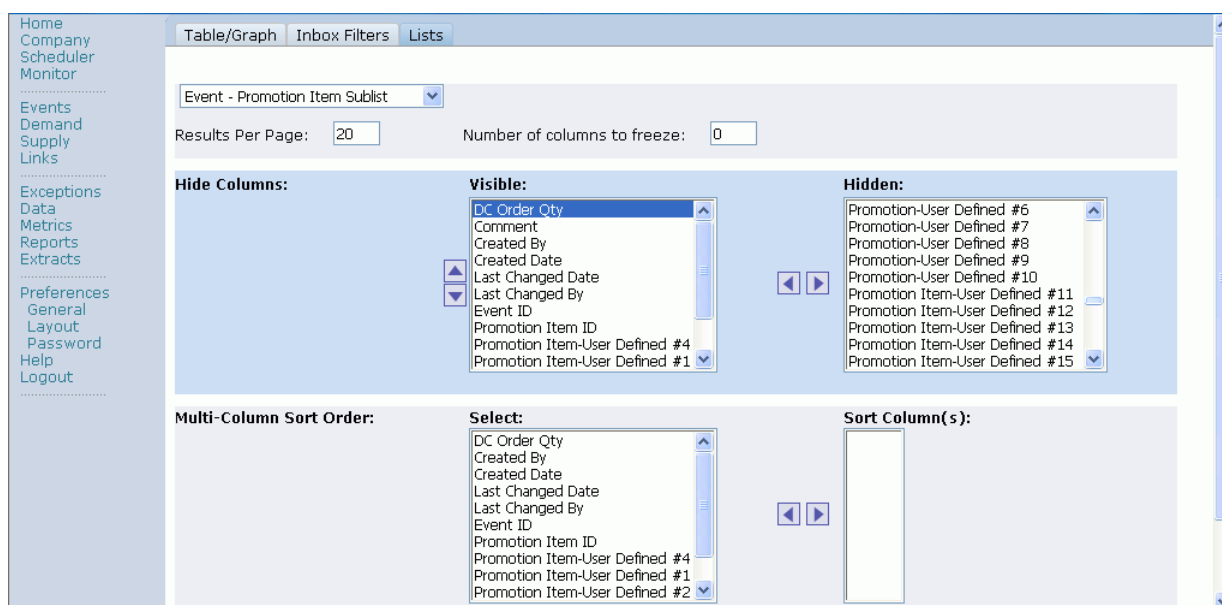 Home
Company
Scheduler
Monitor
Events
Demand
Supply
Links
Exceptions
Data
Metrics
Reports
Extracts
Preferences
General
Layout
Password
Help
Logout
Table/Graph Inbox Filters Lists
Event - Promotion Item Sublist
Results Per Page: 20 Number of columns to freeze: 0
Hide Columns:
Visible:
DC Order Qty
Comment
Created By
Created Date
Last Changed Date
Last Changed By
Event ID
Promotion Item ID
Promotion Item-User Defined #4
Promotion Item-User Defined #1
Hidden:
Promotion-User Defined #6
Promotion-User Defined #7
Promotion-User Defined #8
Promotion-User Defined #9
Promotion-User Defined #10
Promotion Item-User Defined #11
Promotion Item-User Defined #12
Promotion Item-User Defined #13
Promotion Item-User Defined #14
Promotion Item-User Defined #15
Multi-Column Sort Order:
Select:
DC Order Qty
Created By
Created Date
Last Changed Date
Last Changed By
Event ID
Promotion Item ID
Promotion Item-User Defined #4
Promotion Item-User Defined #1
Promotion Item-User Defined #2
Sort Column(s):